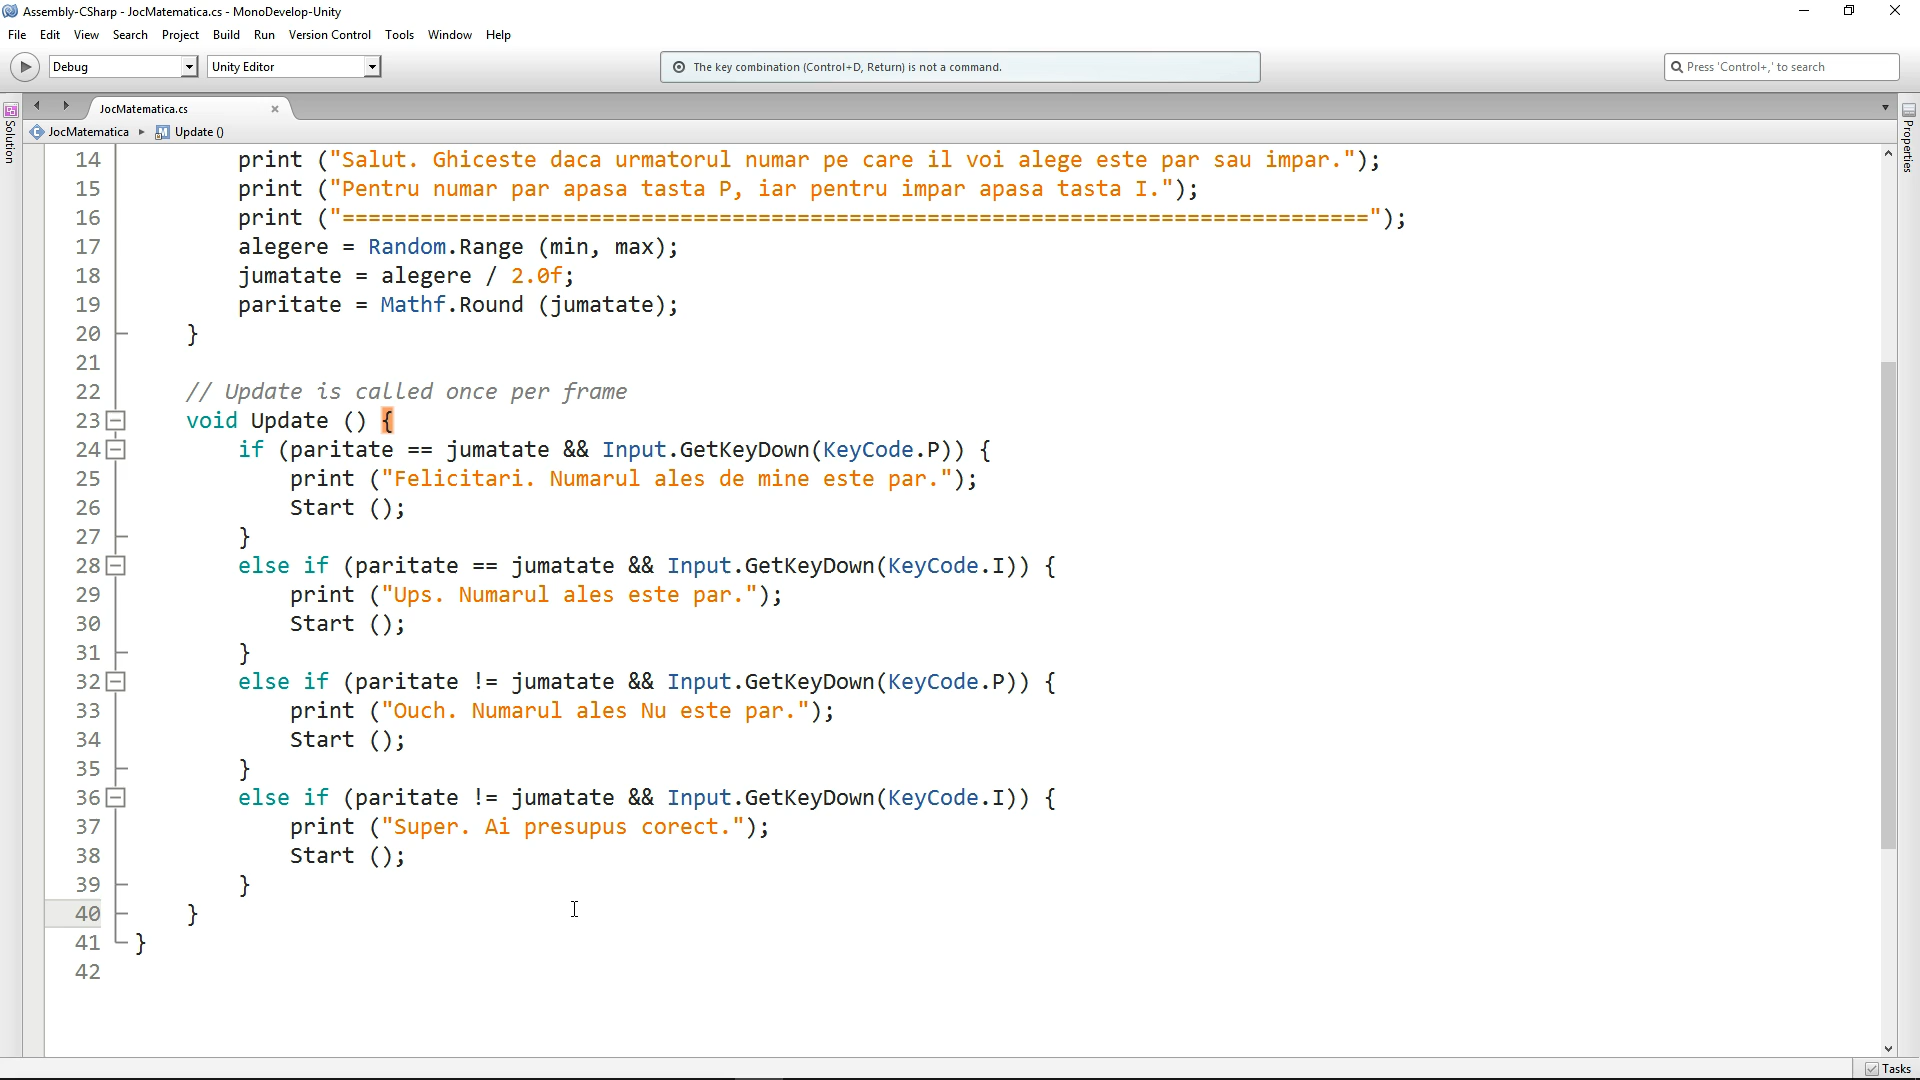 Assembly-CSharp - JocMatematica.cs - MonoDevelop-Unity
File Edit View Search Project Build Run Version Control Tools Window Help
Debug Unity Editor The key combination (Control+D, Return) is not a command. Press 'Control+,' to search
JocMatematica.cs
JocMatematica Update ()
Solution
Properties
14 print ("Salut. Ghiceste daca urmatorul numar pe care il voi alege este par sau impar.");
15 print ("Pentru numar par apasa tasta P, iar pentru impar apasa tasta I.");
16 print ("===============================================================================");
17 alegere = Random.Range (min, max);
18 jumatate = alegere / 2.0f;
19 paritate = Mathf.Round (jumatate);
20 }
21
22 // Update is called once per frame
23 void Update () {
24 if (paritate == jumatate && Input.GetKeyDown(KeyCode.P)) {
25 print ("Felicitari. Numarul ales de mine este par.");
26 Start ();
27 }
28 else if (paritate == jumatate && Input.GetKeyDown(KeyCode.I)) {
29 print ("Ups. Numarul ales este par.");
30 Start ();
31 }
32 else if (paritate != jumatate && Input.GetKeyDown(KeyCode.P)) {
33 print ("Ouch. Numarul ales Nu este par.");
34 Start ();
35 }
36 else if (paritate != jumatate && Input.GetKeyDown(KeyCode.I)) {
37 print ("Super. Ai presupus corect.");
38 Start ();
39 }
40 }
41 }
42
Tasks